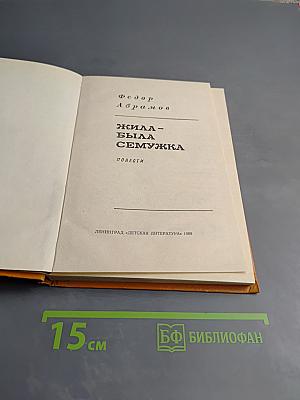 Федор
Абрамов
ЖИЛА-
БЫЛА
СЕМУЖКА
ПОВЕСТИ
ЛЕНИНГРАД «ДЕТСКАЯ ЛИТЕРАТУРА»
15 см
БФ БИБЛИОФАН